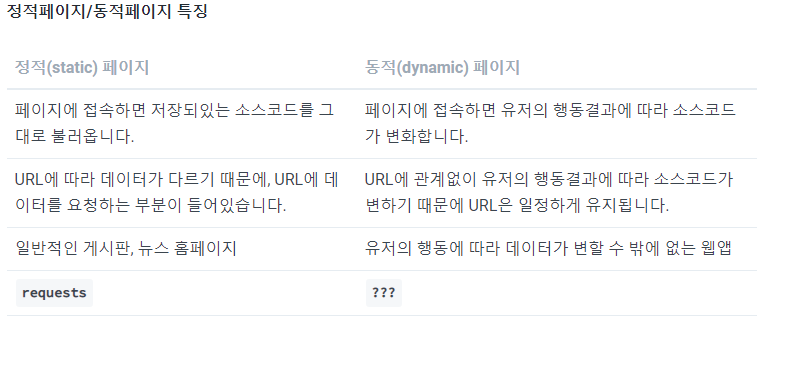 정적페이지/동적페이지 특징
정적(static) 페이지
동적(dynamic) 페이지
페이지에 접속하면 저장되있는 소스코드를 그
대로 불러옵니다.
페이지에 접속하면 유저의 행동결과에 따라 소스코드
가 변화합니다.
URL에 따라 데이터가 다르기 때문에, URL에 데
이터를 요청하는 부분이 들어있습니다.
URL에 관계없이 유저의 행동결과에 따라 소스코드가
변하기 때문에 URL은 일정하게 유지됩니다.
일반적인 게시판, 뉴스 홈페이지
유저의 행동에 따라 데이터가 변할 수 밖에 없는 웹앱
requests
???